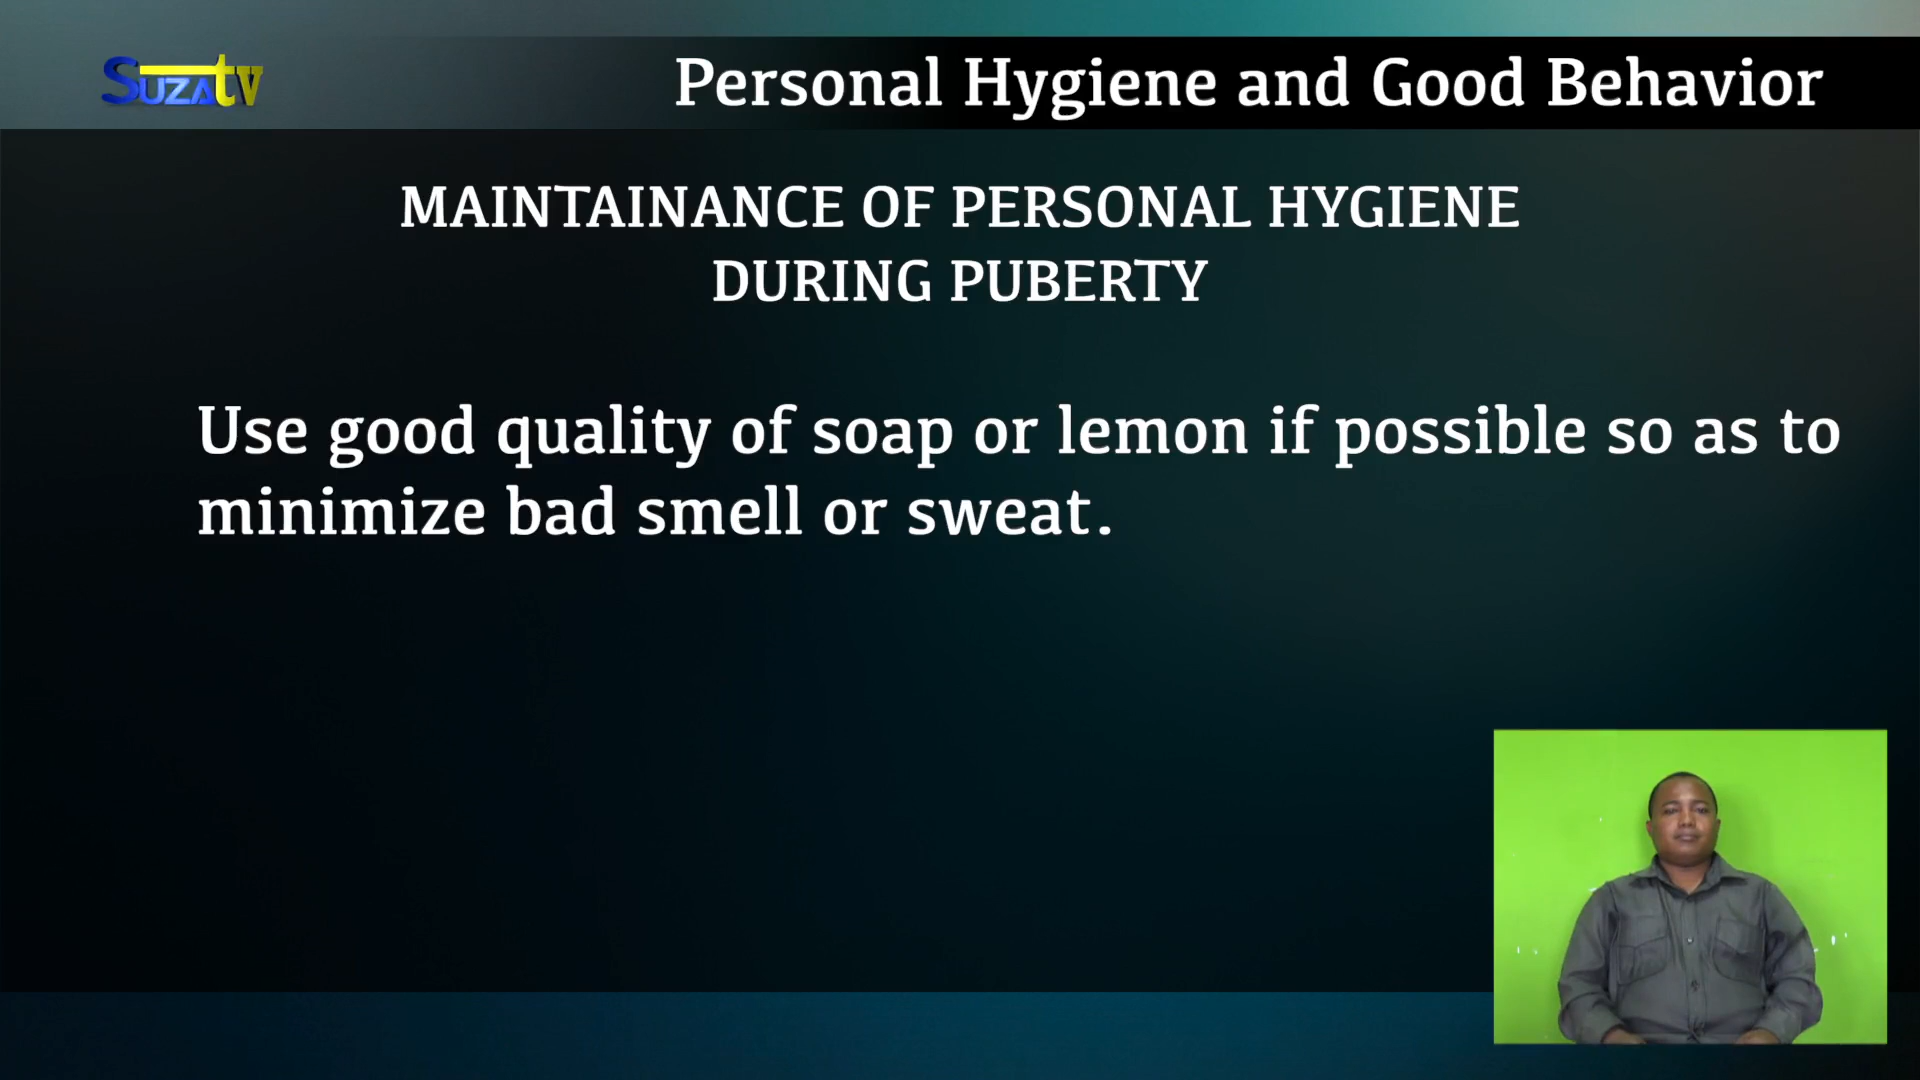 SUZAtv
Personal Hygiene and Good Behavior
MAINTAINANCE OF PERSONAL HYGIENE
DURING PUBERTY
Use good quality of soap or lemon if possible so as to
minimize bad smell or sweat.